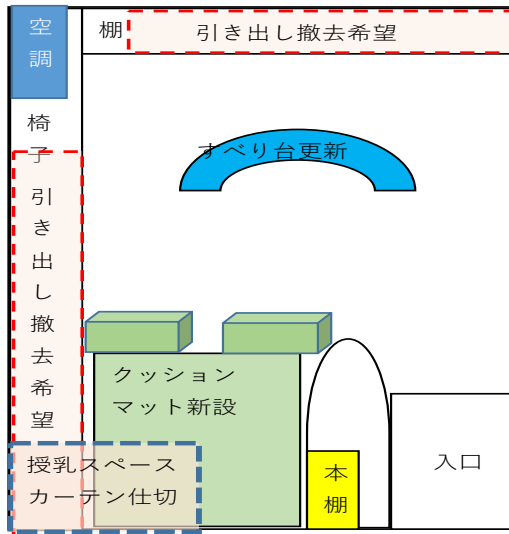 空調
棚
引き出し撤去希望
椅子
すべり台更新
引き出し撤去希望
クッション
マット新設
授乳スペース
カーテン仕切
本棚
入口